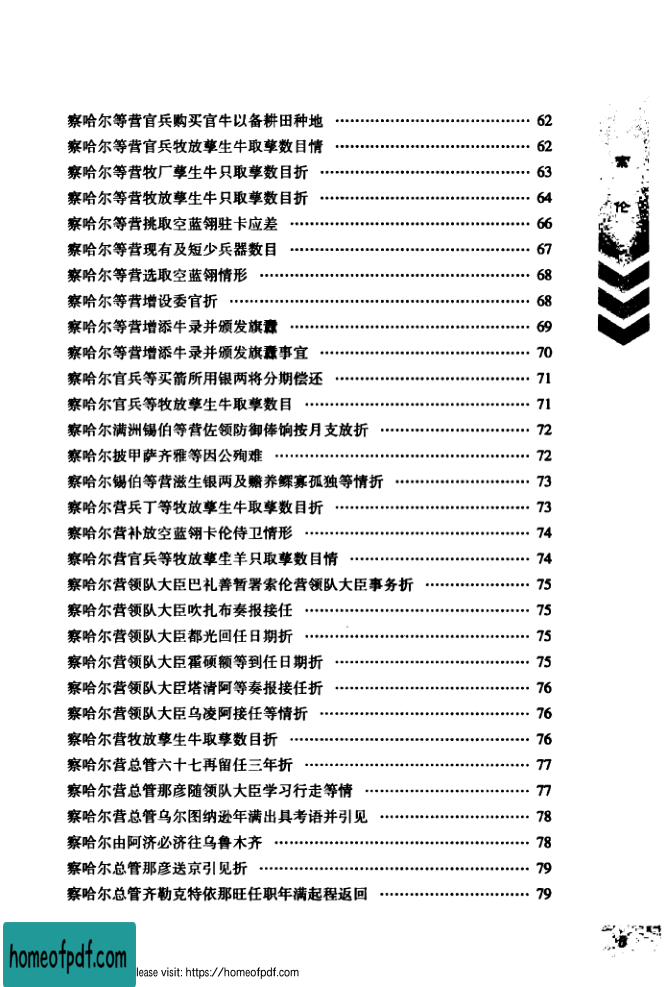 察哈尔等营官兵购买官牛以备耕田种地 …………………………………… 62
察哈尔等营官兵牧放孳生牛取孳数目情 …………………………………… 62
察哈尔等营牧厂孳生牛只取孳数目折 …………………………………… 63
察哈尔等营牧放孳生牛只取孳数目折 …………………………………… 64
察哈尔等营挑取空蓝翎驻卡应差 …………………………………… 66
察哈尔等营现有及短少兵器数目 …………………………………… 67
察哈尔等营选取空蓝翎情形 …………………………………… 68
察哈尔等营增设委官折 …………………………………… 68
察哈尔等营增添牛录并颁发旗纛 …………………………………… 69
察哈尔等营增添牛录并颁发旗纛事宜 …………………………………… 70
察哈尔官兵等买箭所用银两将分期偿还 …………………………………… 71
察哈尔官兵等牧放孳生牛取孳数目 …………………………………… 71
察哈尔满洲锡伯等营佐领防御俸饷按月支放折 …………………………………… 72
察哈尔披甲萨齐雅等因公殉难 …………………………………… 72
察哈尔锡伯等营滋生银两及赡养鳏寡孤独等情折 …………………………………… 73
察哈尔营兵丁等牧放孳生牛取孳数目折 …………………………………… 73
察哈尔营补放空蓝翎卡伦侍卫情形 …………………………………… 74
察哈尔营官兵等牧放孳生羊只取孳数目情 …………………………………… 74
察哈尔营领队大臣巴礼善暂署索伦营领队大臣事务折 …………………………………… 75
察哈尔营领队大臣吹扎布奏报接任 …………………………………… 75
察哈尔营领队大臣都光回任日期折 …………………………………… 75
察哈尔营领队大臣霍硕额等到任日期折 …………………………………… 75
察哈尔营领队大臣塔清阿等奏报接任折 …………………………………… 76
察哈尔营领队大臣乌凌阿接任等情折 …………………………………… 76
察哈尔营牧放孳生牛取孳数目折 …………………………………… 76
察哈尔营总管六十七再留任三年折 …………………………………… 77
察哈尔营总管那彦随领队大臣学习行走等情 …………………………………… 77
察哈尔营总管乌尔图纳逊年满出具考语并引见 …………………………………… 78
察哈尔由阿济必济往乌鲁木齐 …………………………………… 78
察哈尔总管那彦送京引见折 …………………………………… 79
察哈尔总管齐勒克特依那旺任职年满起程返回 …………………………………… 79
索
伦
homeofpdf.com
lease visit: https://homeofpdf.com